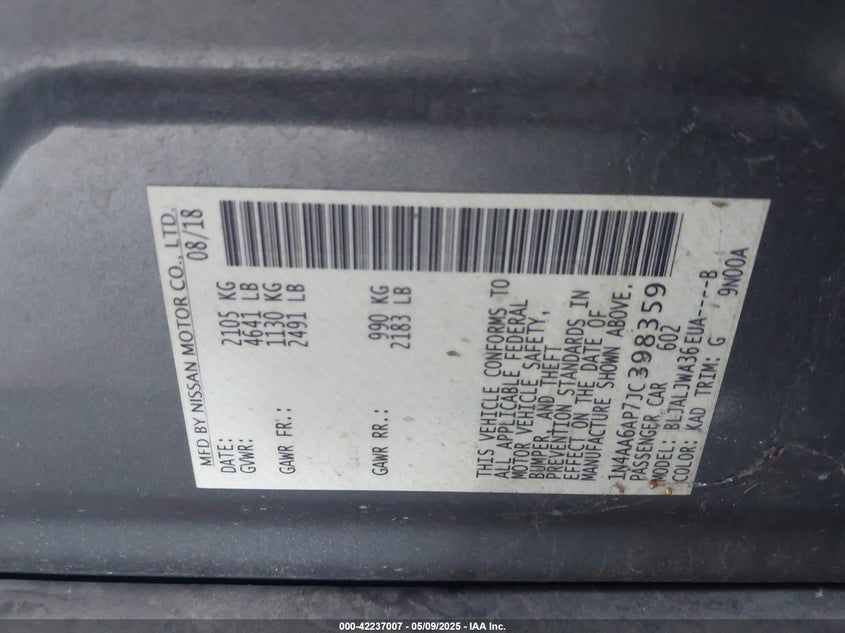 MFD BY NISSAN MOTOR CO., LTD.
DATE: 08/18
GVWR: 2105 KG
4641 LB
GAWR FR.: 1130 KG
2491 LB
GAWR RR.: 990 KG
2183 LB
THIS VEHICLE CONFORMS TO
ALL APPLICABLE FEDERAL
MOTOR VEHICLE SAFETY,
BUMPER, AND THEFT
PREVENTION STANDARDS IN
EFFECT ON THE DATE OF
MANUFACTURE SHOWN ABOVE.
1N4AA6AP7JC398359
PASSENGER CAR 602
MODEL: BLJALJWA36EUA----B
COLOR: KAD TRIM: G 9N00A
000-42237007 - 05/09/2025 - IAA Inc.